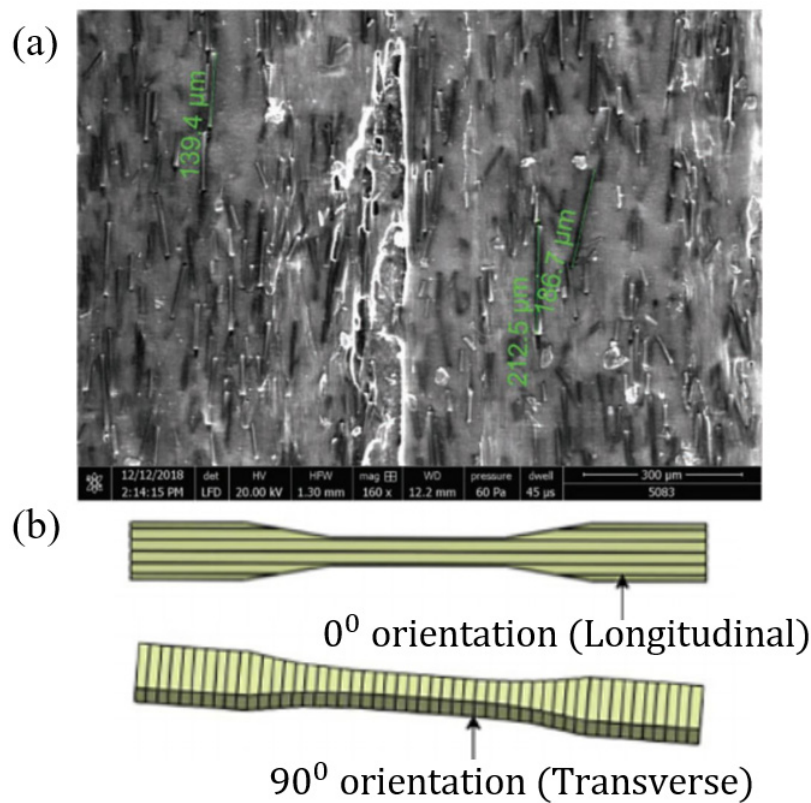 (a)
139.4 µm
186.7 µm
212.5 µm
12/12/2018 det HV HFW mag WD pressure dwell 300 µm
2:14:15 PM LFD 20.00 kV 1.30 mm 160 x 12.2 mm 60 Pa 45 µs 5083
(b)
0⁰ orientation (Longitudinal)
90⁰ orientation (Transverse)